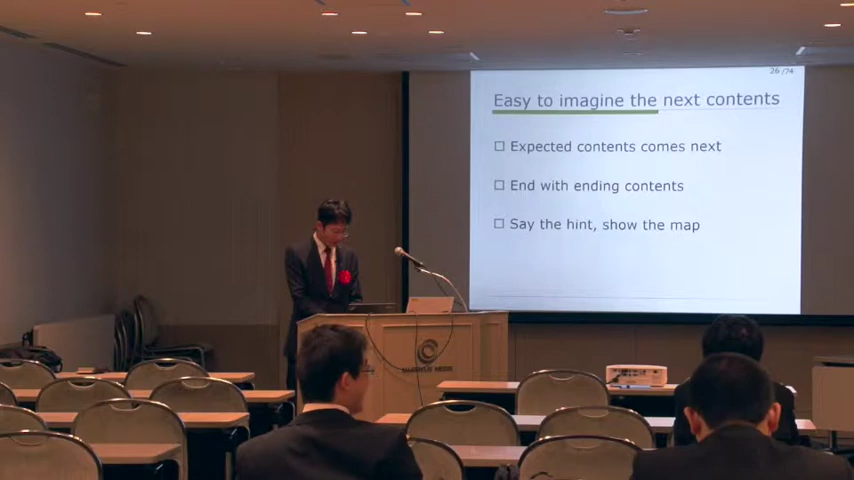 26/74
Easy to imagine the next contents
Expected contents comes next
End with ending contents
Say the hint, show the map